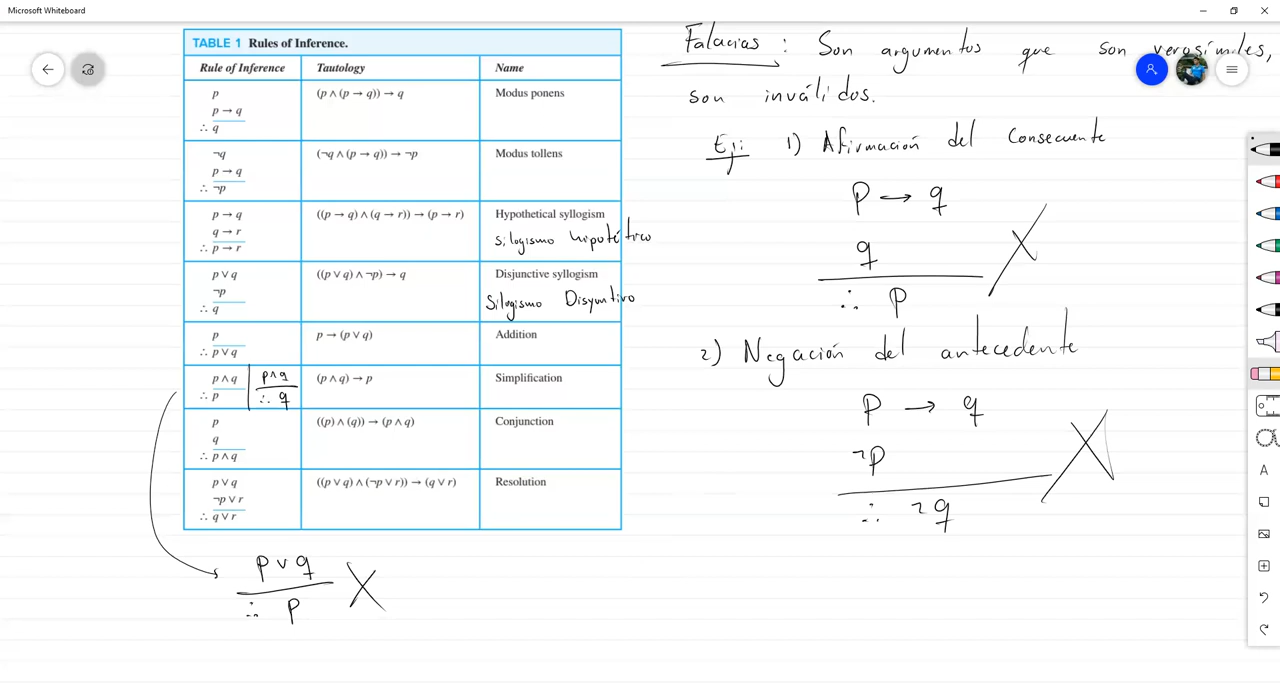 Microsoft Whiteboard
TABLE 1 Rules of Inference.
Rule of Inference Tautology Name
p
p → q
∴ q
(p ∧ (p → q)) → q
Modus ponens
¬q
p → q
∴ ¬p
(¬q ∧ (p → q)) → ¬p
Modus tollens
p → q
q → r
∴ p → r
((p → q) ∧ (q → r)) → (p → r)
Hypothetical syllogism
Silogismo hipotético
p ∨ q
¬p
∴ q
((p ∨ q) ∧ ¬p) → q
Disjunctive syllogism
Silogismo Disyuntivo
p
∴ p ∨ q
p → (p ∨ q)
Addition
p ∧ q
∴ p
p ∧ q
∴ q
(p ∧ q) → p
Simplification
p
q
∴ p ∧ q
((p) ∧ (q)) → (p ∧ q)
Conjunction
p ∨ q
¬p ∨ r
∴ q ∨ r
((p ∨ q) ∧ (¬p ∨ r)) → (q ∨ r)
Resolution
p ∨ q
∴ p
X
Falacias : Son argumentos que son verosímiles,
son inválidos.
Ej: 1) Afirmación del Consecuente
p → q
q
∴ p
X
2) Negación del antecedente
p → q
¬p
∴ ¬q
X
A